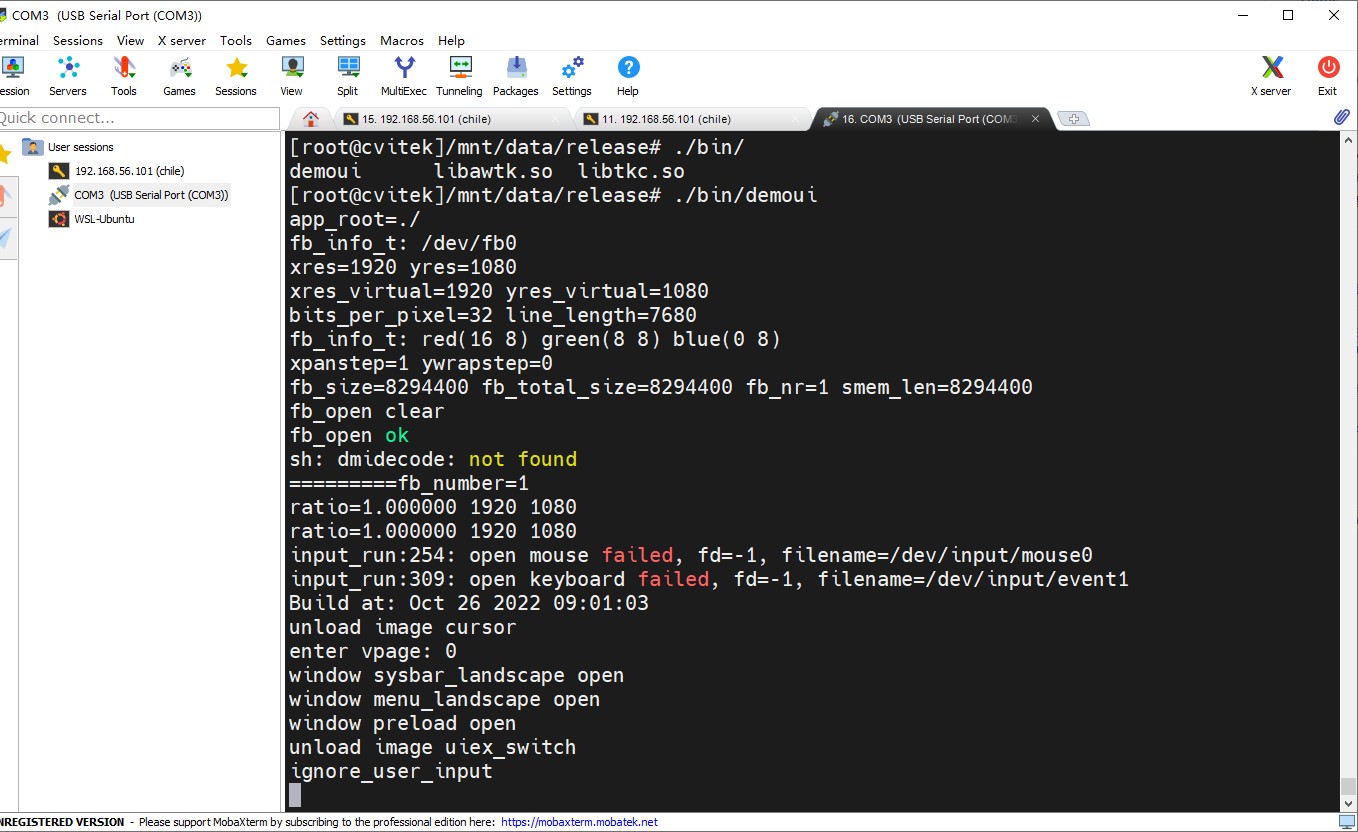 COM3  (USB Serial Port (COM3))
erminal Sessions View X server Tools Games Settings Macros Help
ession Servers Tools Games Sessions View Split MultiExec Tunneling Packages Settings Help X server Exit
Quick connect...
15. 192.168.56.101 (chile)
11. 192.168.56.101 (chile)
16. COM3  (USB Serial Port (COM3
User sessions
192.168.56.101 (chile)
COM3  (USB Serial Port (COM3))
WSL-Ubuntu
[root@cvitek]/mnt/data/release# ./bin/
demoui      libawtk.so  libtkc.so
[root@cvitek]/mnt/data/release# ./bin/demoui
app_root=./
fb_info_t: /dev/fb0
xres=1920 yres=1080
xres_virtual=1920 yres_virtual=1080
bits_per_pixel=32 line_length=7680
fb_info_t: red(16 8) green(8 8) blue(0 8)
xpanstep=1 ywrapstep=0
fb_size=8294400 fb_total_size=8294400 fb_nr=1 smem_len=8294400
fb_open clear
fb_open ok
sh: dmidecode: not found
=========fb_number=1
ratio=1.000000 1920 1080
ratio=1.000000 1920 1080
input_run:254: open mouse failed, fd=-1, filename=/dev/input/mouse0
input_run:309: open keyboard failed, fd=-1, filename=/dev/input/event1
Build at: Oct 26 2022 09:01:03
unload image cursor
enter vpage: 0
window sysbar_landscape open
window menu_landscape open
window preload open
unload image uiex_switch
ignore_user_input
NREGISTERED VERSION  -  Please support MobaXterm by subscribing to the professional edition here:  https://mobaxterm.mobatek.net